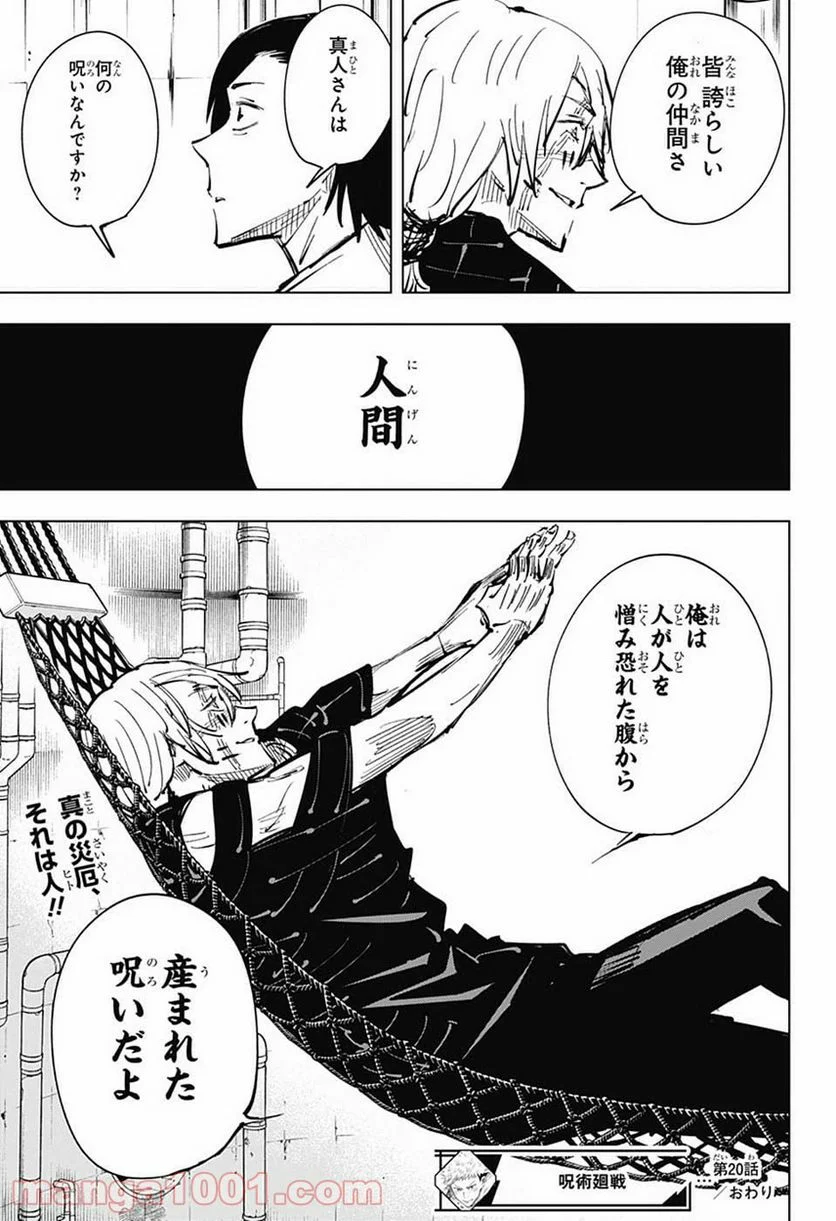 皆誇らしい
俺の仲間さ
真人さんは
何の
呪いなんですか？
人間
俺は
人が人を
憎み恐れた腹から
産まれた
呪いだよ
真の災厄、
それは人!!
呪術廻戦
第20話
おわり
manga1001.com